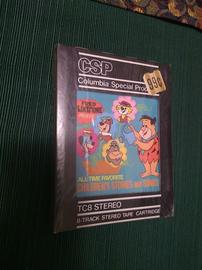 CSP
Columbia Special Prod
99¢
FRED
FLINTSTONE
ALL TIME FAVORITE
CHILDREN'S STORIES AND SONGS
TC8 STEREO
8-TRACK STEREO TAPE CARTRIDGE